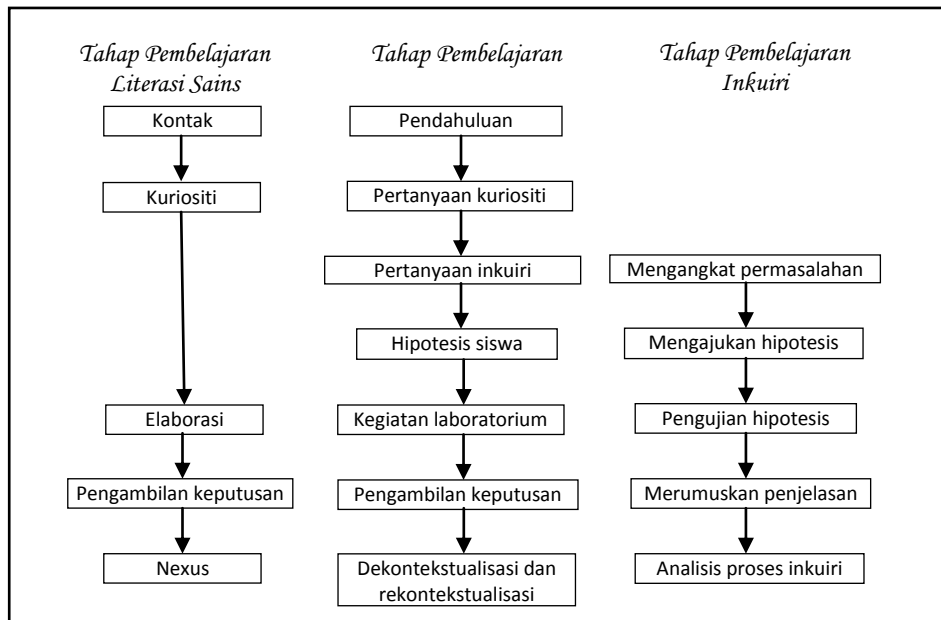 Tahap Pembelajaran
Literasi Sains
Kontak
Kuriositi
Elaborasi
Pengambilan keputusan
Nexus
Tahap Pembelajaran
Pendahuluan
Pertanyaan kuriositi
Pertanyaan inkuiri
Hipotesis siswa
Kegiatan laboratorium
Pengambilan keputusan
Dekontekstualisasi dan
rekontekstualisasi
Tahap Pembelajaran
Inkuiri
Mengangkat permasalahan
Mengajukan hipotesis
Pengujian hipotesis
Merumuskan penjelasan
Analisis proses inkuiri